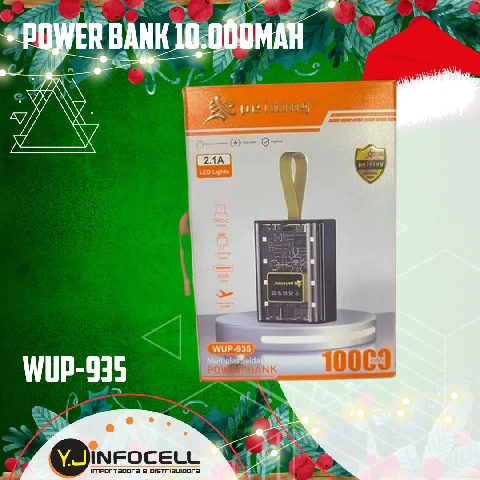 POWER BANK 10.000MAH
2.1A
LED Lights
WUP-935
Múltiplas Saídas
POWER BANK
10000
WUP-935
Y.J INFOCELL
IMPORTADORA E DISTRIBUIDORA